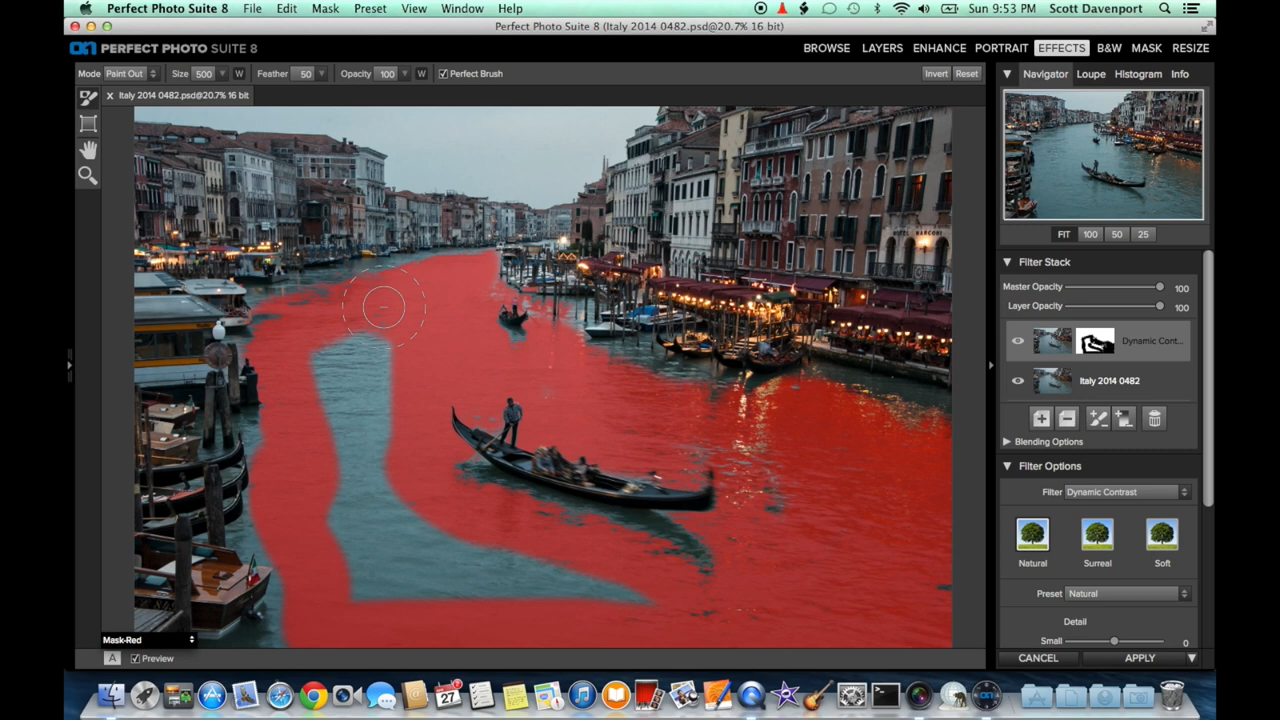 Perfect Photo Suite 8 File Edit Mask Preset View Window Help Sun 9:53 PM Scott Davenport
Perfect Photo Suite 8 (Italy 2014 0482.psd@20.7% 16 bit)
PERFECT PHOTO SUITE 8 BROWSE LAYERS ENHANCE PORTRAIT EFFECTS B&W MASK RESIZE
Mode Paint Out Size 500 W Feather 50 Opacity 100 W Perfect Brush Invert Reset
Navigator Loupe Histogram Info
x Italy 2014 0482.psd@20.7% 16 bit
HOTEL MARCONI
FIT 100 50 25
Filter Stack
Master Opacity 100
Layer Opacity 100
Dynamic Cont...
Italy 2014 0482
Blending Options
Filter Options
Filter Dynamic Contrast
Natural Surreal Soft
Preset Natural
Detail
Small 0
Mask-Red
A Preview
CANCEL APPLY
27